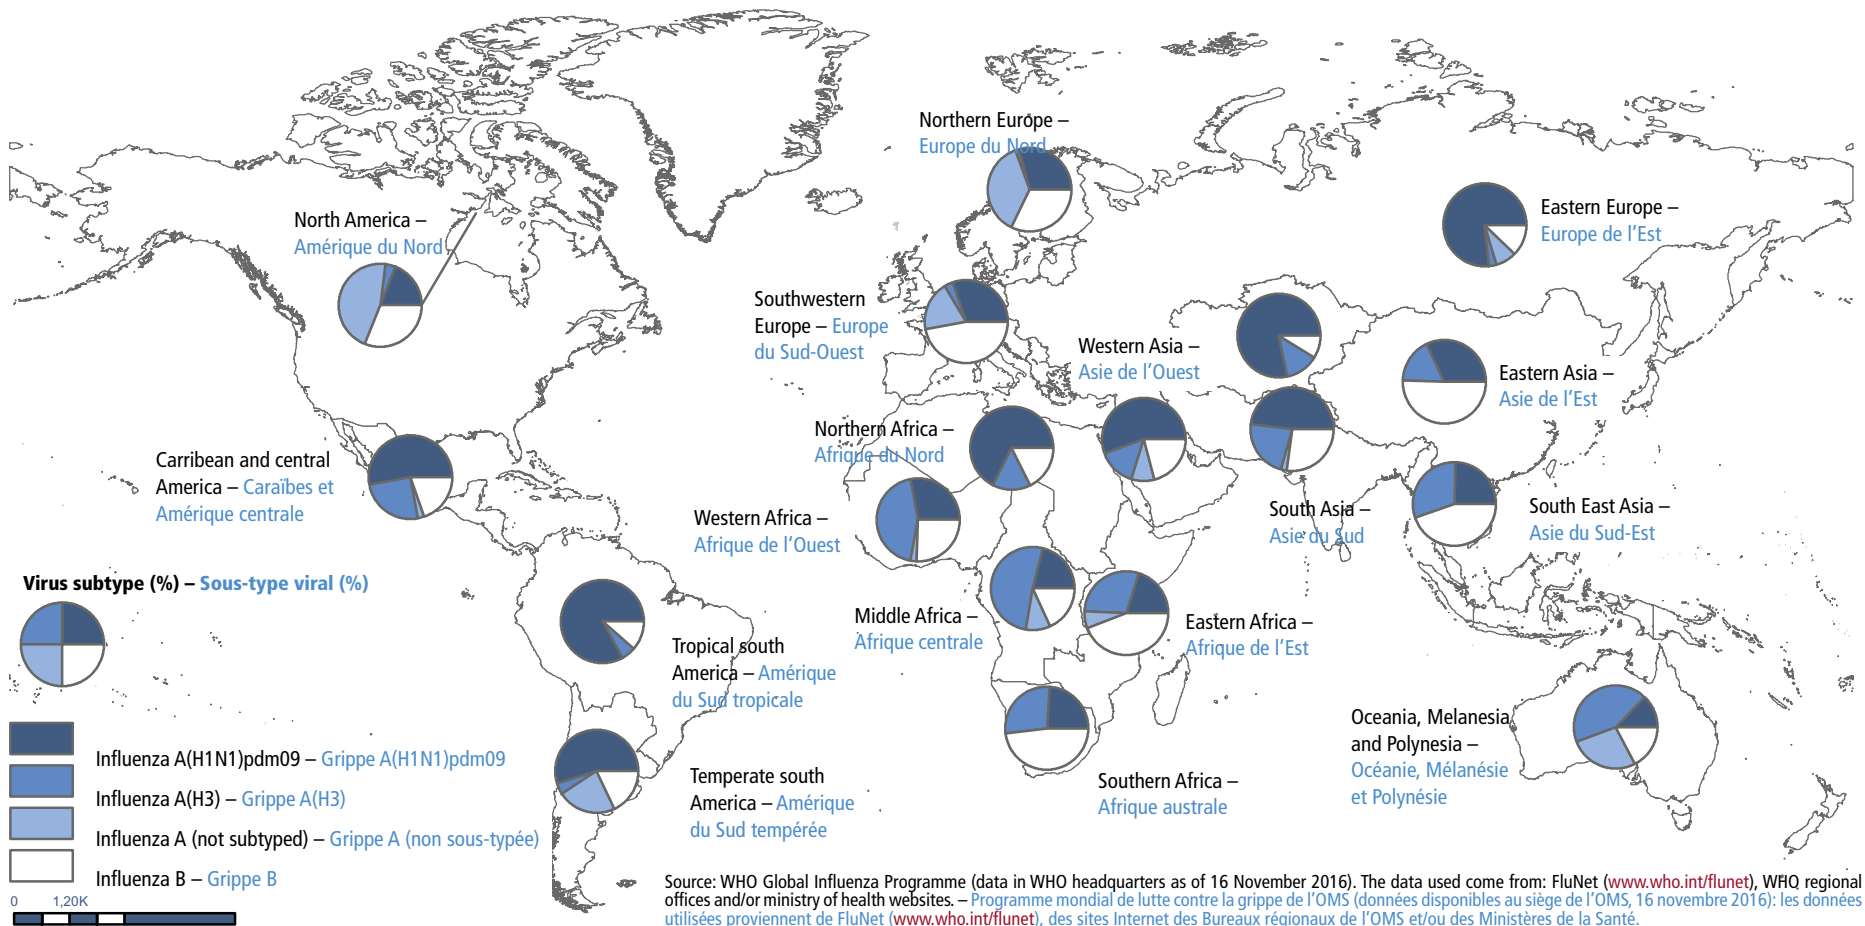 Northern Europe –
Europe du Nord
North America –
Amérique du Nord
Eastern Europe –
Europe de l’Est
Southwestern
Europe – Europe
du Sud-Ouest
Western Asia –
Asie de l’Ouest
Eastern Asia –
Asie de l’Est
Northern Africa –
Afrique du Nord
Carribean and central
America – Caraïbes et
Amérique centrale
Western Africa –
Afrique de l’Ouest
South Asia –
Asie du Sud
South East Asia –
Asie du Sud-Est
Virus subtype (%) – Sous-type viral (%)
Middle Africa –
Afrique centrale
Eastern Africa –
Afrique de l’Est
Tropical south
America – Amérique
du Sud tropicale
Oceania, Melanesia
and Polynesia –
Océanie, Mélanésie
et Polynésie
Temperate south
America – Amérique
du Sud tempérée
Southern Africa –
Afrique australe
Influenza A(H1N1)pdm09 – Grippe A(H1N1)pdm09
Influenza A(H3) – Grippe A(H3)
Influenza A (not subtyped) – Grippe A (non sous-typée)
Influenza B – Grippe B
0 1,20K
Source: WHO Global Influenza Programme (data in WHO headquarters as of 16 November 2016). The data used come from: FluNet (www.who.int/flunet), WHO regional
offices and/or ministry of health websites. – Programme mondial de lutte contre la grippe de l’OMS (données disponibles au siège de l’OMS, 16 novembre 2016): les données
utilisées proviennent de FluNet (www.who.int/flunet), des sites Internet des Bureaux régionaux de l’OMS et/ou des Ministères de la Santé.